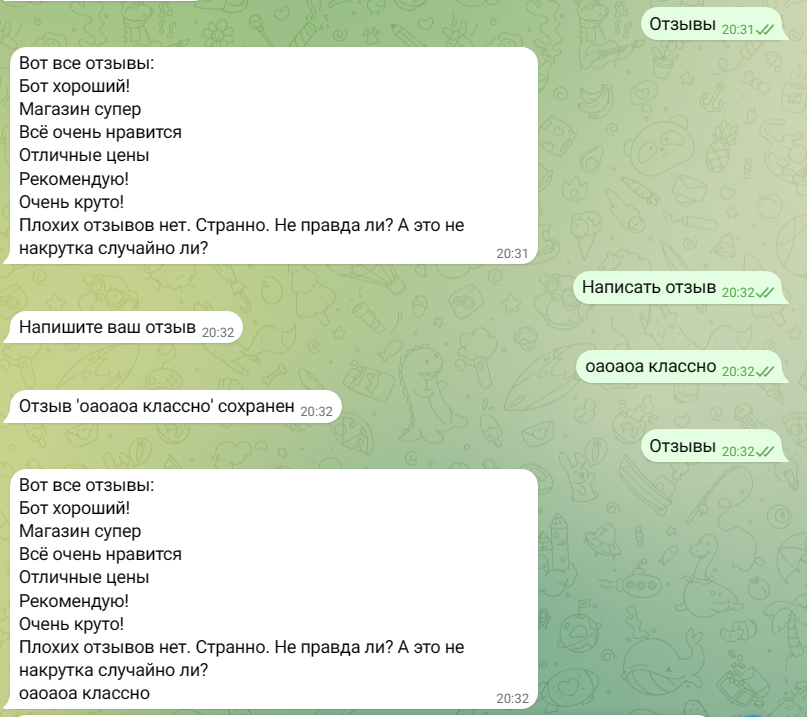 Отзывы 20:31
Вот все отзывы:
Бот хороший!
Магазин супер
Всё очень нравится
Отличные цены
Рекомендую!
Очень круто!
Плохих отзывов нет. Странно. Не правда ли? А это не
накрутка случайно ли? 20:31
Написать отзыв 20:32
Напишите ваш отзыв 20:32
оаоаоа классно 20:32
Отзыв 'оаоаоа классно' сохранен 20:32
Отзывы 20:32
Вот все отзывы:
Бот хороший!
Магазин супер
Всё очень нравится
Отличные цены
Рекомендую!
Очень круто!
Плохих отзывов нет. Странно. Не правда ли? А это не
накрутка случайно ли?
оаоаоа классно 20:32